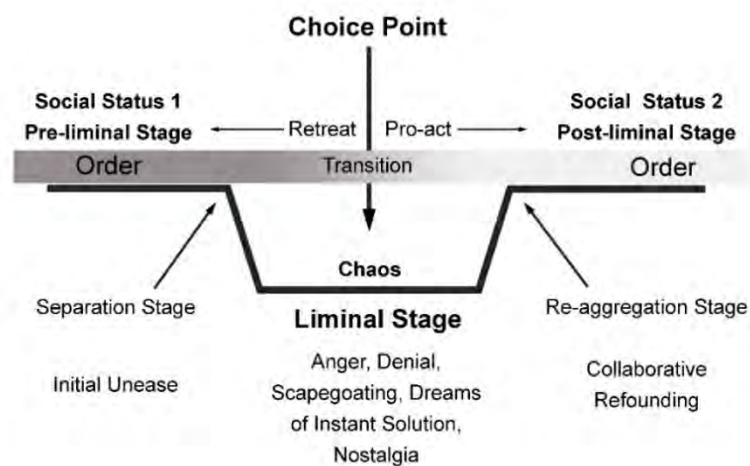 Choice Point
Social Status 1
Pre-liminal Stage
Retreat
Pro-act
Social Status 2
Post-liminal Stage
Order
Transition
Order
Chaos
Separation Stage
Liminal Stage
Re-aggregation Stage
Initial Unease
Anger, Denial,
Scapegoating, Dreams
of Instant Solution,
Nostalgia
Collaborative
Refounding